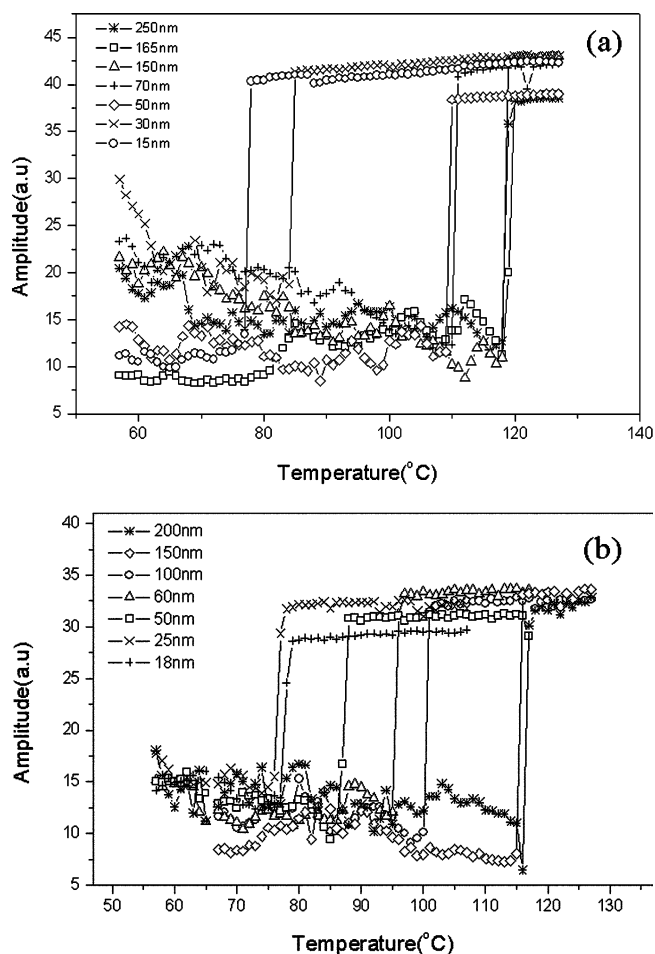 (a)
250nm
165nm
150nm
70nm
50nm
30nm
15nm
45
40
35
30
25
20
15
10
5
Amplitude(a.u)
60 80 100 120 140
Temperature(°C)
(b)
200nm
150nm
100nm
60nm
50nm
25nm
18nm
40
35
30
25
20
15
10
5
Amplitude(a.u)
50 60 70 80 90 100 110 120 130
Temperature(°C)